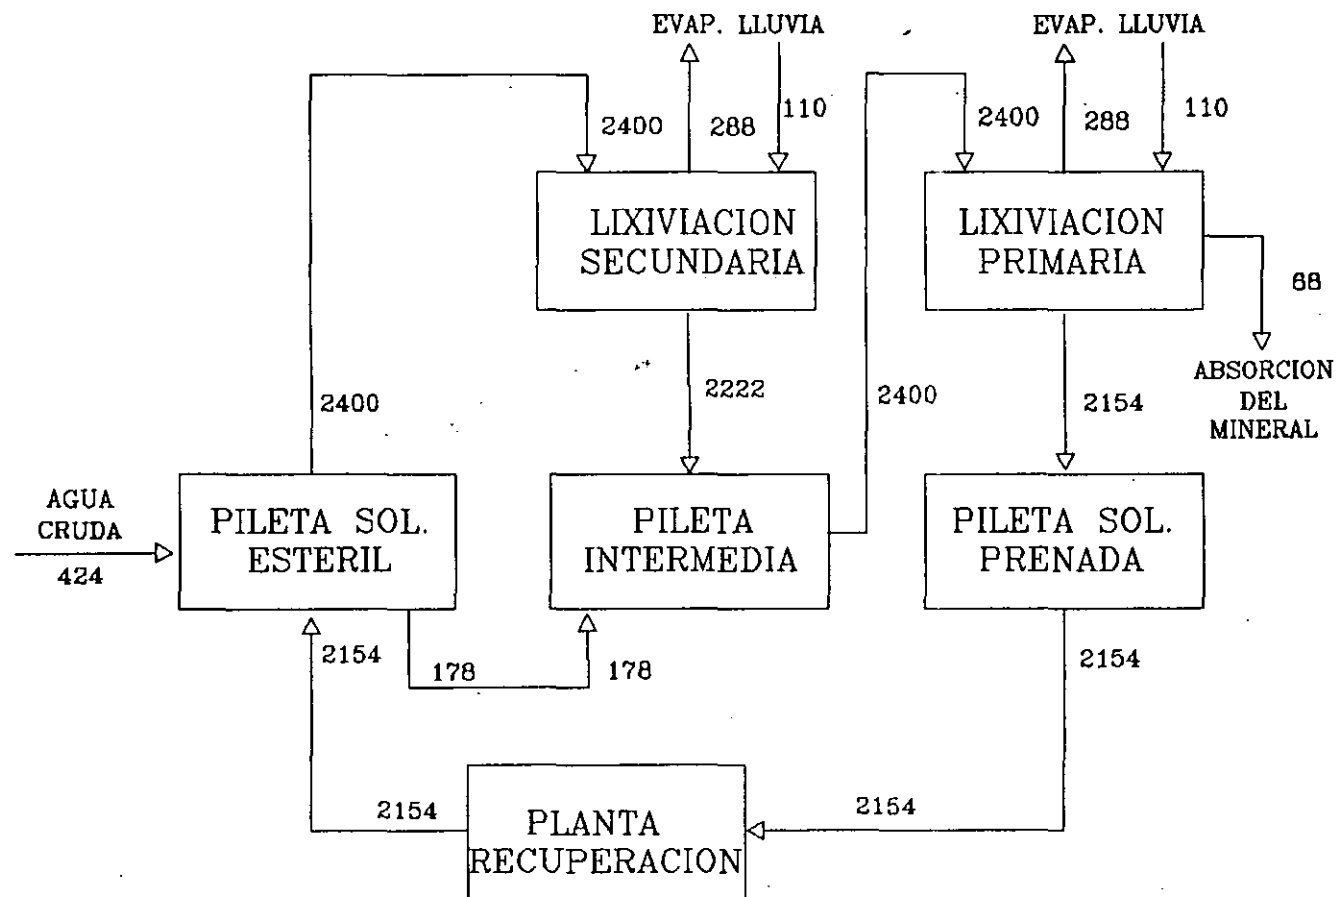 EVAP. LLUVIA
EVAP. LLUVIA
2400
288
110
2400
288
110
LIXIVIACION
SECUNDARIA
LIXIVIACION
PRIMARIA
68
ABSORCION
DEL
MINERAL
2400
2222
2400
2154
AGUA
CRUDA
424
PILETA SOL.
ESTERIL
PILETA
INTERMEDIA
PILETA SOL.
PRENADA
2154
178
178
2154
2154
2154
PLANTA
RECUPERACION